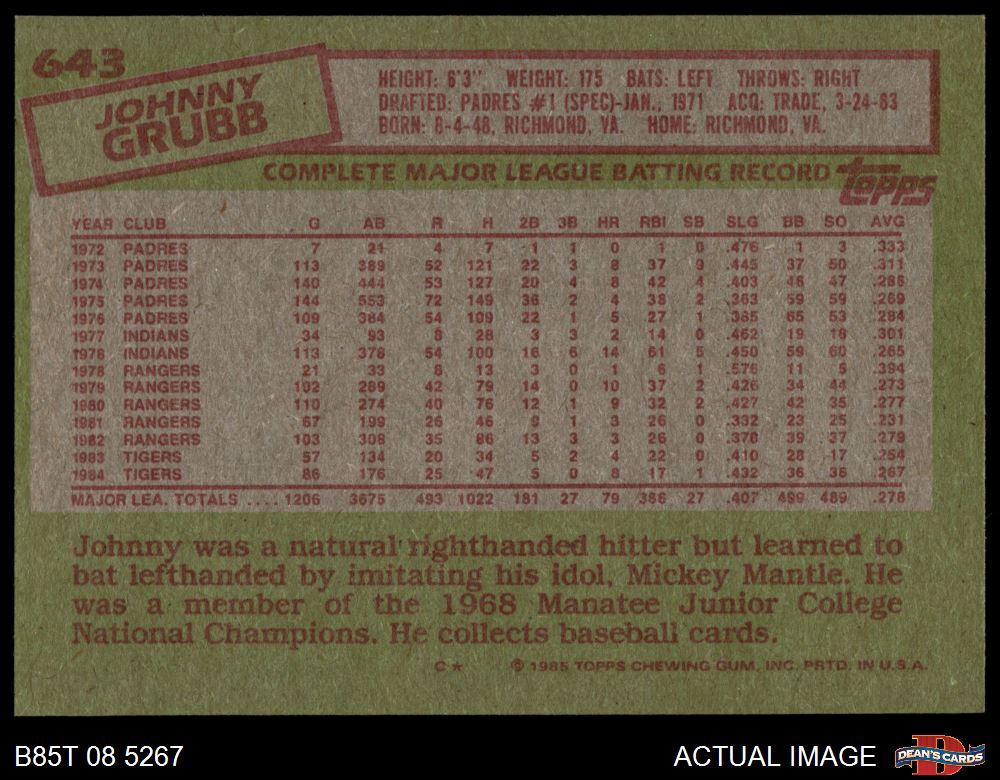 643
JOHNNY
GRUBB
HEIGHT: 6'3" WEIGHT: 175 BATS: LEFT THROWS: RIGHT
DRAFTED: PADRES #1 (SPEC)-JAN., 1971 ACQ: TRADE, 3-24-83
BORN: 8-4-48, RICHMOND, VA. HOME: RICHMOND, VA.
COMPLETE MAJOR LEAGUE BATTING RECORD topps
YEAR CLUB G AB R H 2B 3B HR RBI SB SLG BB SO AVG
1972 PADRES 7 21 4 7 1 1 0 1 0 .476 1 3 .333
1973 PADRES 113 389 52 121 22 3 8 37 9 .445 37 50 .311
1974 PADRES 140 444 53 127 20 4 8 42 4 .403 46 47 .286
1975 PADRES 144 553 72 149 36 2 4 38 2 .363 59 59 .269
1976 PADRES 109 384 54 109 22 1 5 27 1 .385 65 53 .284
1977 INDIANS 34 93 8 28 3 3 2 14 0 .462 19 18 .301
1978 INDIANS 113 378 54 100 16 6 14 61 5 .450 59 60 .265
1978 RANGERS 21 33 8 13 3 0 1 6 1 .576 11 5 .394
1979 RANGERS 102 289 42 79 14 0 10 37 2 .426 34 44 .273
1980 RANGERS 110 274 40 76 12 1 9 32 2 .427 42 35 .277
1981 RANGERS 67 199 26 46 9 1 3 26 0 .332 23 25 .231
1982 RANGERS 103 308 35 86 13 3 3 26 0 .370 39 37 .279
1983 TIGERS 57 134 20 34 5 2 4 22 0 .410 28 17 .254
1984 TIGERS 86 176 25 47 5 0 8 17 1 .432 36 36 .267
MAJOR LEA. TOTALS .... 1206 3675 493 1022 181 27 79 386 27 .407 499 489 .278
Johnny was a natural righthanded hitter but learned to
bat lefthanded by imitating his idol, Mickey Mantle. He
was a member of the 1968 Manatee Junior College
National Champions. He collects baseball cards.
C★ © 1985 TOPPS CHEWING GUM, INC. PRTD. IN U.S.A.
B85T 08 5267 ACTUAL IMAGE DEAN'S CARDS